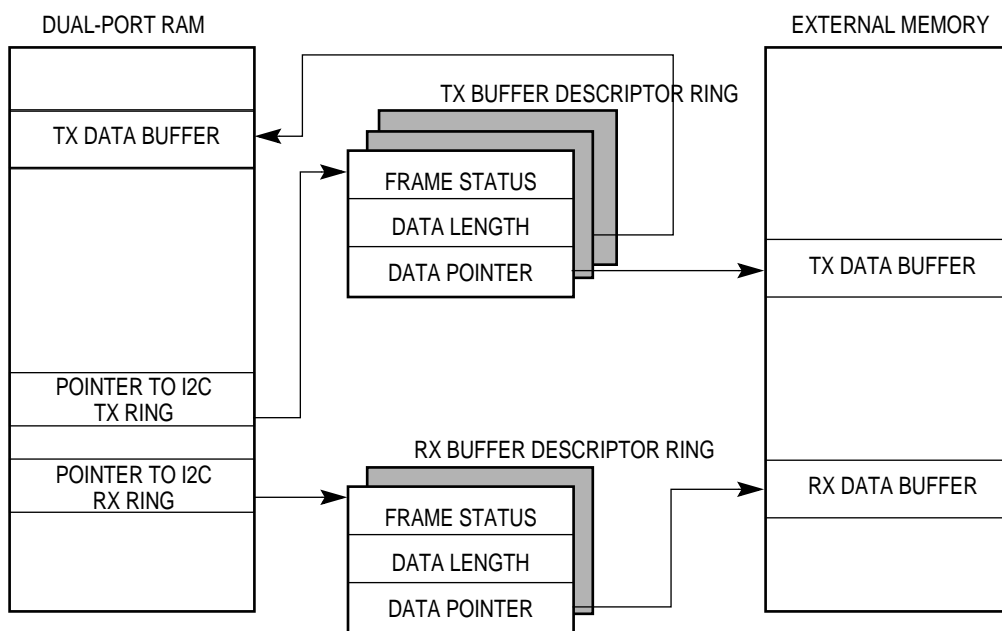 DUAL-PORT RAM
EXTERNAL MEMORY
TX BUFFER DESCRIPTOR RING
TX DATA BUFFER
FRAME STATUS
DATA LENGTH
DATA POINTER
TX DATA BUFFER
POINTER TO I2C
TX RING
RX BUFFER DESCRIPTOR RING
POINTER TO I2C
RX RING
FRAME STATUS
DATA LENGTH
DATA POINTER
RX DATA BUFFER